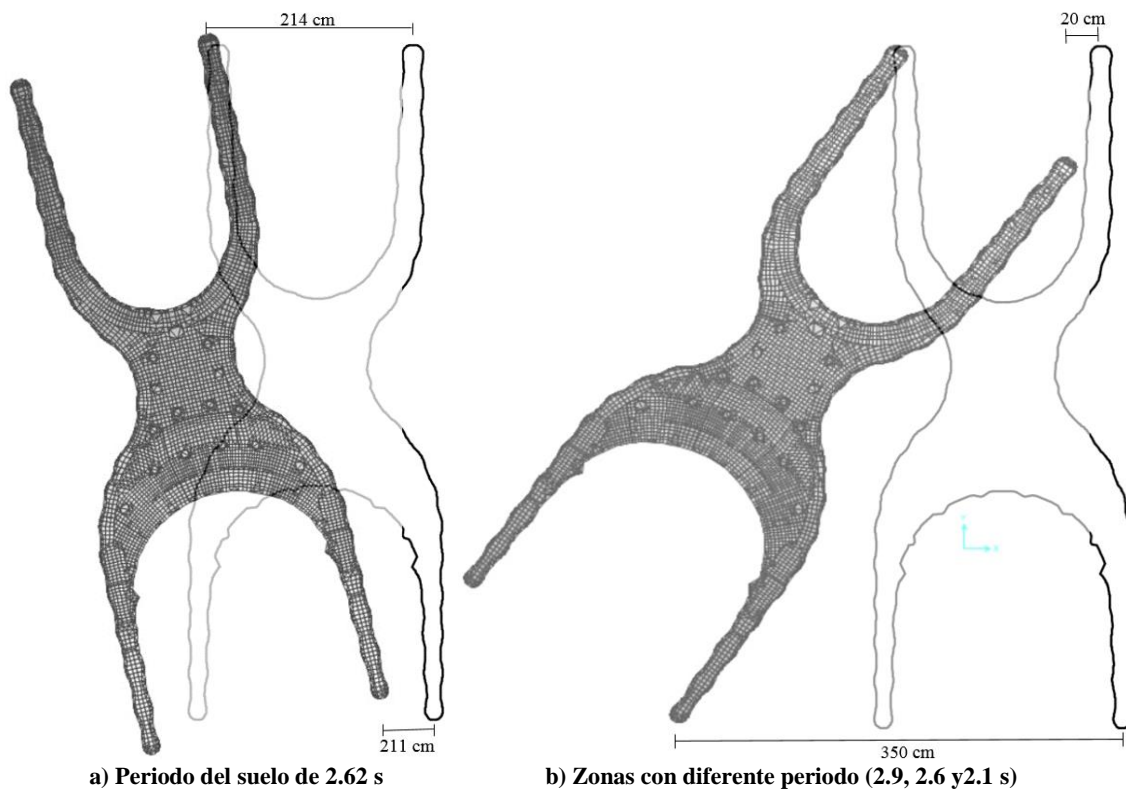 214 cm
20 cm
Y
X
211 cm
350 cm
a) Periodo del suelo de 2.62 s
b) Zonas con diferente periodo (2.9, 2.6 y2.1 s)